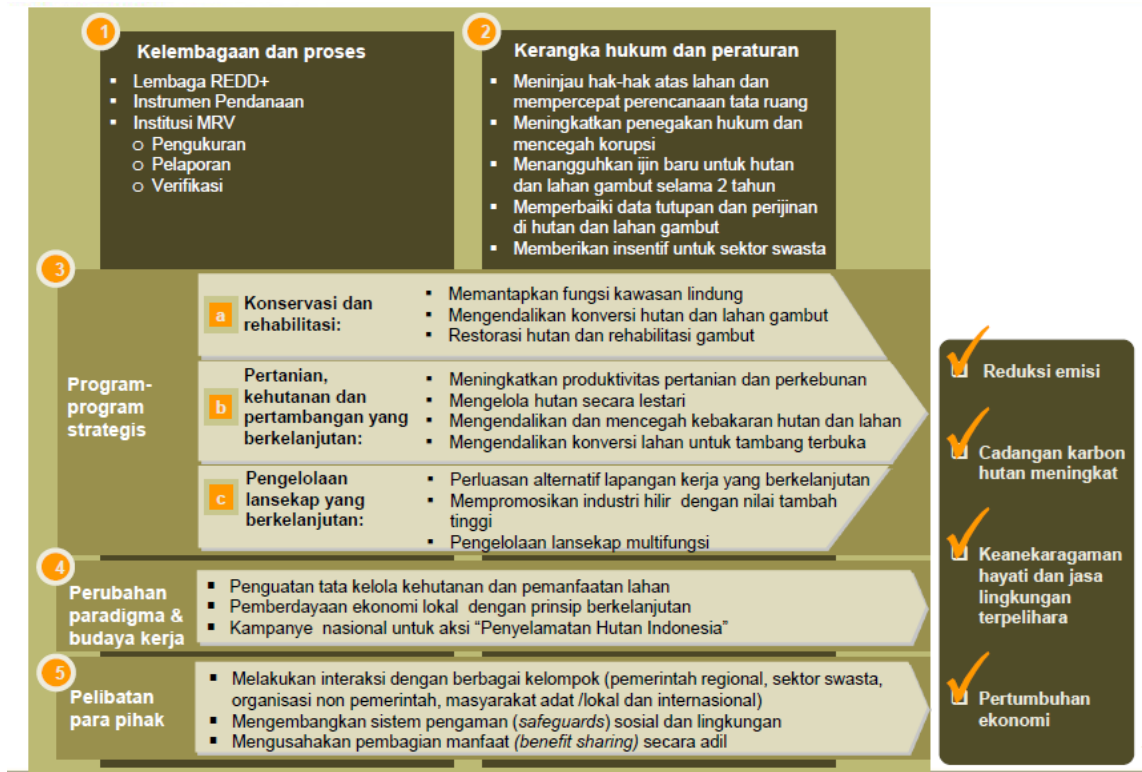 1
Kelembagaan dan proses
▪ Lembaga REDD+
▪ Instrumen Pendanaan
▪ Institusi MRV
o Pengukuran
o Pelaporan
o Verifikasi
2
Kerangka hukum dan peraturan
▪ Meninjau hak-hak atas lahan dan
mempercepat perencanaan tata ruang
▪ Meningkatkan penegakan hukum dan
mencegah korupsi
▪ Menangguhkan ijin baru untuk hutan
dan lahan gambut selama 2 tahun
▪ Memperbaiki data tutupan dan perijinan
di hutan dan lahan gambut
▪ Memberikan insentif untuk sektor swasta
3
Program-
program
strategis
a
Konservasi dan
rehabilitasi:
▪ Memantapkan fungsi kawasan lindung
▪ Mengendalikan konversi hutan dan lahan gambut
▪ Restorasi hutan dan rehabilitasi gambut
b
Pertanian,
kehutanan dan
pertambangan yang
berkelanjutan:
▪ Meningkatkan produktivitas pertanian dan perkebunan
▪ Mengelola hutan secara lestari
▪ Mengendalikan dan mencegah kebakaran hutan dan lahan
▪ Mengendalikan konversi lahan untuk tambang terbuka
c
Pengelolaan
lansekap yang
berkelanjutan:
▪ Perluasan alternatif lapangan kerja yang berkelanjutan
▪ Mempromosikan industri hilir dengan nilai tambah
tinggi
▪ Pengelolaan lansekap multifungsi
4
Perubahan
paradigma &
budaya kerja
▪ Penguatan tata kelola kehutanan dan pemanfaatan lahan
▪ Pemberdayaan ekonomi lokal dengan prinsip berkelanjutan
▪ Kampanye nasional untuk aksi “Penyelamatan Hutan Indonesia”
5
Pelibatan
para pihak
▪ Melakukan interaksi dengan berbagai kelompok (pemerintah regional, sektor swasta,
organisasi non pemerintah, masyarakat adat /lokal dan internasional)
▪ Mengembangkan sistem pengaman (safeguards) sosial dan lingkungan
▪ Mengusahakan pembagian manfaat (benefit sharing) secara adil
Reduksi emisi
Cadangan karbon
hutan meningkat
Keanekaragaman
hayati dan jasa
lingkungan
terpelihara
Pertumbuhan
ekonomi